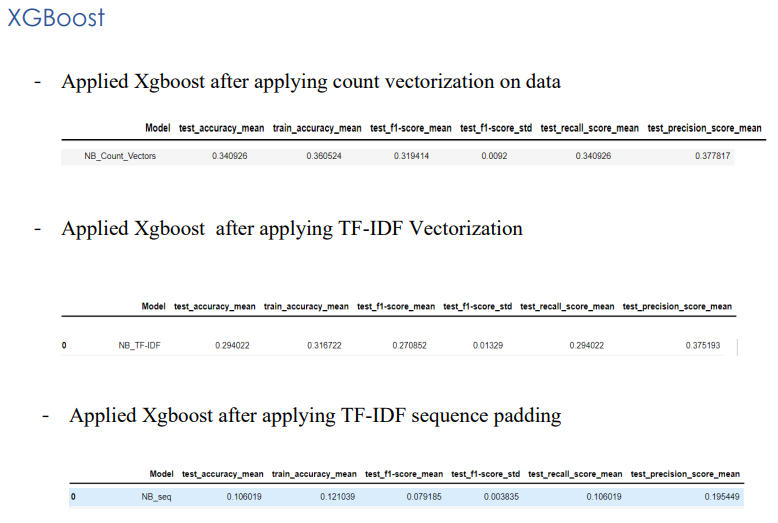 XGBoost
- Applied Xgboost after applying count vectorization on data
Model test_accuracy_mean train_accuracy_mean test_f1-score_mean test_f1-score_std test_recall_score_mean test_precision_score_mean
NB_Count_Vectors 0.340926 0.360524 0.319414 0.0092 0.340926 0.377817
- Applied Xgboost after applying TF-IDF Vectorization
Model test_accuracy_mean train_accuracy_mean test_f1-score_mean test_f1-score_std test_recall_score_mean test_precision_score_mean
0 NB_TF-IDF 0.294022 0.316722 0.270852 0.01329 0.294022 0.375193
- Applied Xgboost after applying TF-IDF sequence padding
Model test_accuracy_mean train_accuracy_mean test_f1-score_mean test_f1-score_std test_recall_score_mean test_precision_score_mean
0 NB_seq 0.106019 0.121039 0.079185 0.003835 0.106019 0.195449